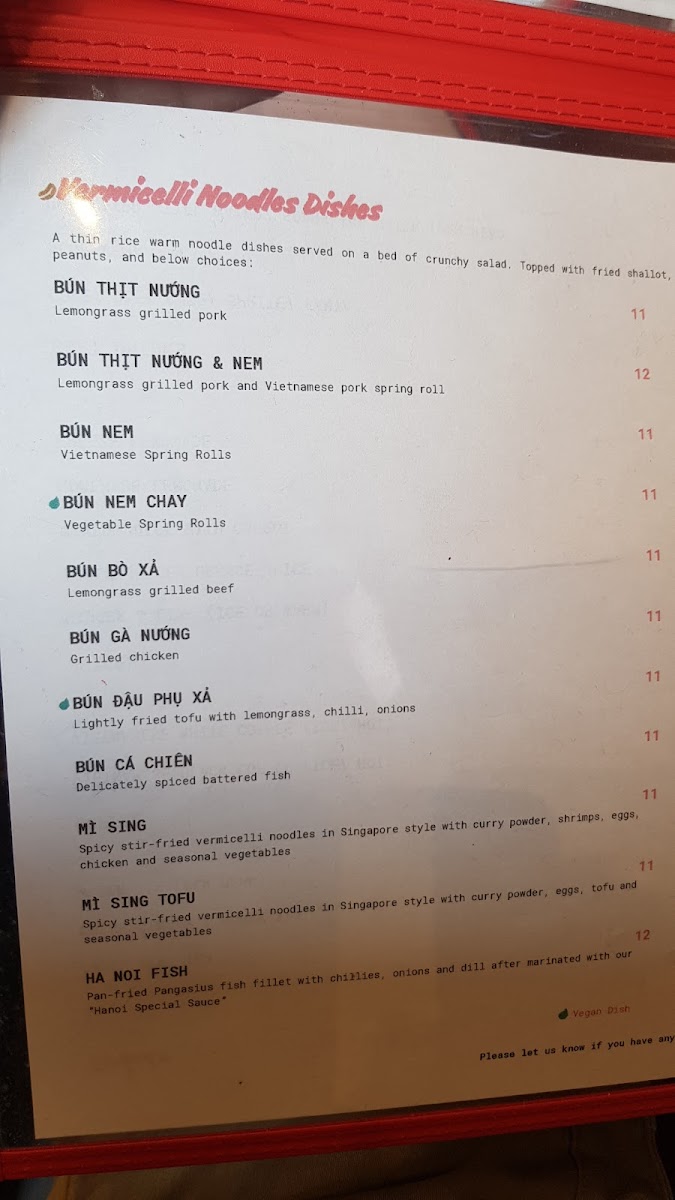 Vermicelli Noodles Dishes
A thin rice warm noodle dishes served on a bed of crunchy salad. Topped with fried shallot,
peanuts, and below choices:
BÚN THỊT NƯỚNG 11
Lemongrass grilled pork
BÚN THỊT NƯỚNG & NEM 12
Lemongrass grilled pork and Vietnamese pork spring roll
BÚN NEM 11
Vietnamese Spring Rolls
BÚN NEM CHAY 11
Vegetable Spring Rolls
BÚN BÒ XẢ 11
Lemongrass grilled beef
BÚN GÀ NƯỚNG 11
Grilled chicken
BÚN ĐẬU PHỤ XẢ 11
Lightly fried tofu with lemongrass, chilli, onions
BÚN CÁ CHIÊN 11
Delicately spiced battered fish
MÌ SING 11
Spicy stir-fried vermicelli noodles in Singapore style with curry powder, shrimps, eggs,
chicken and seasonal vegetables
MÌ SING TOFU 11
Spicy stir-fried vermicelli noodles in Singapore style with curry powder, eggs, tofu and
seasonal vegetables
HA NOI FISH 12
Pan-fried Pangasius fish fillet with chillies, onions and dill after marinated with our
"Hanoi Special Sauce"
Vegan Dish
Please let us know if you have any